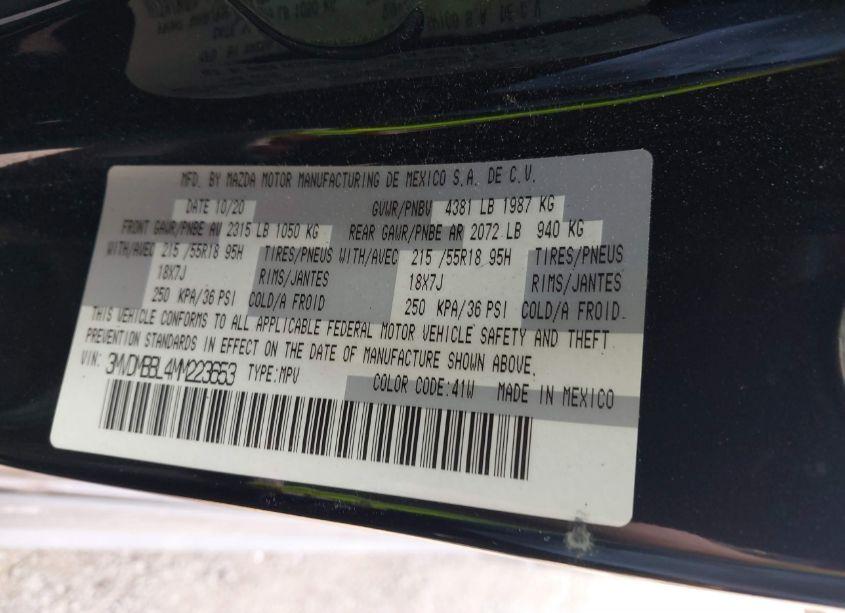 MFD. BY MAZDA MOTOR MANUFACTURING DE MEXICO S.A. DE C.V.
DATE 10/20 GVWR/PNBV 4381 LB 1987 KG
FRONT GAWR/PNBE AV 2315 LB 1050 KG REAR GAWR/PNBE AR 2072 LB 940 KG
WITH/AVEC 215 /55R18 95H TIRES/PNEUS WITH/AVEC 215 /55R18 95H TIRES/PNEUS
18X7J RIMS/JANTES 18X7J RIMS/JANTES
250 KPA/36 PSI COLD/A FROID 250 KPA/36 PSI COLD/A FROID.
THIS VEHICLE CONFORMS TO ALL APPLICABLE FEDERAL MOTOR VEHICLE SAFETY AND THEFT
PREVENTION STANDARDS IN EFFECT ON THE DATE OF MANUFACTURE SHOWN ABOVE.
VIN: 3MVDMBBL4MM223653 TYPE:MPV
COLOR CODE:41W MADE IN MEXICO